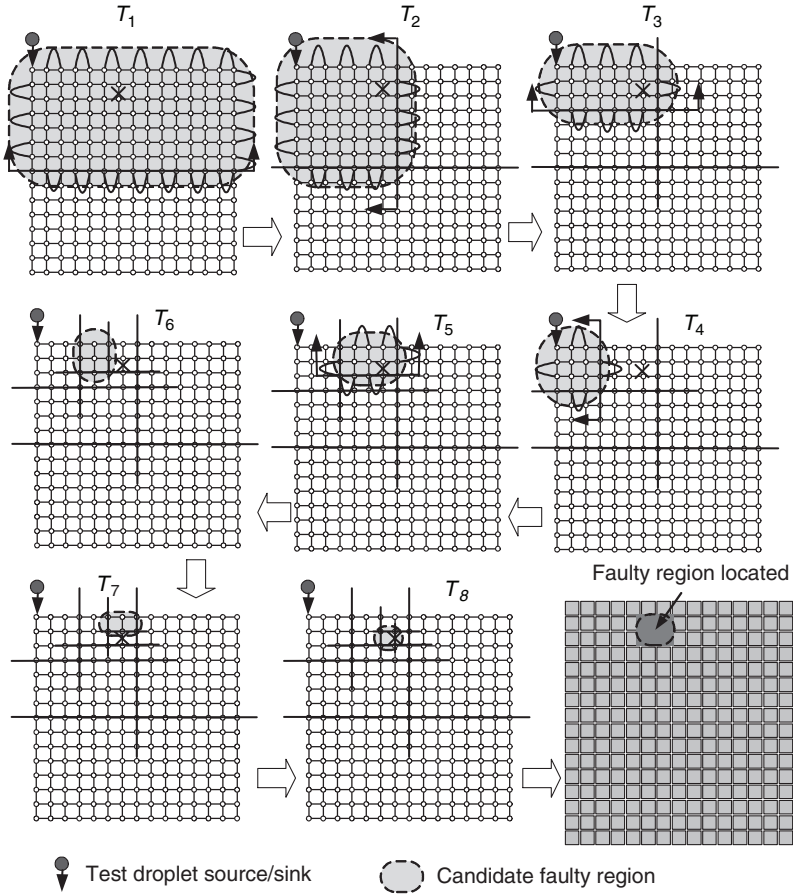 T1
T2
T3
T6
T5
T4
T7
T8
Faulty region located
Test droplet source/sink
Candidate faulty region